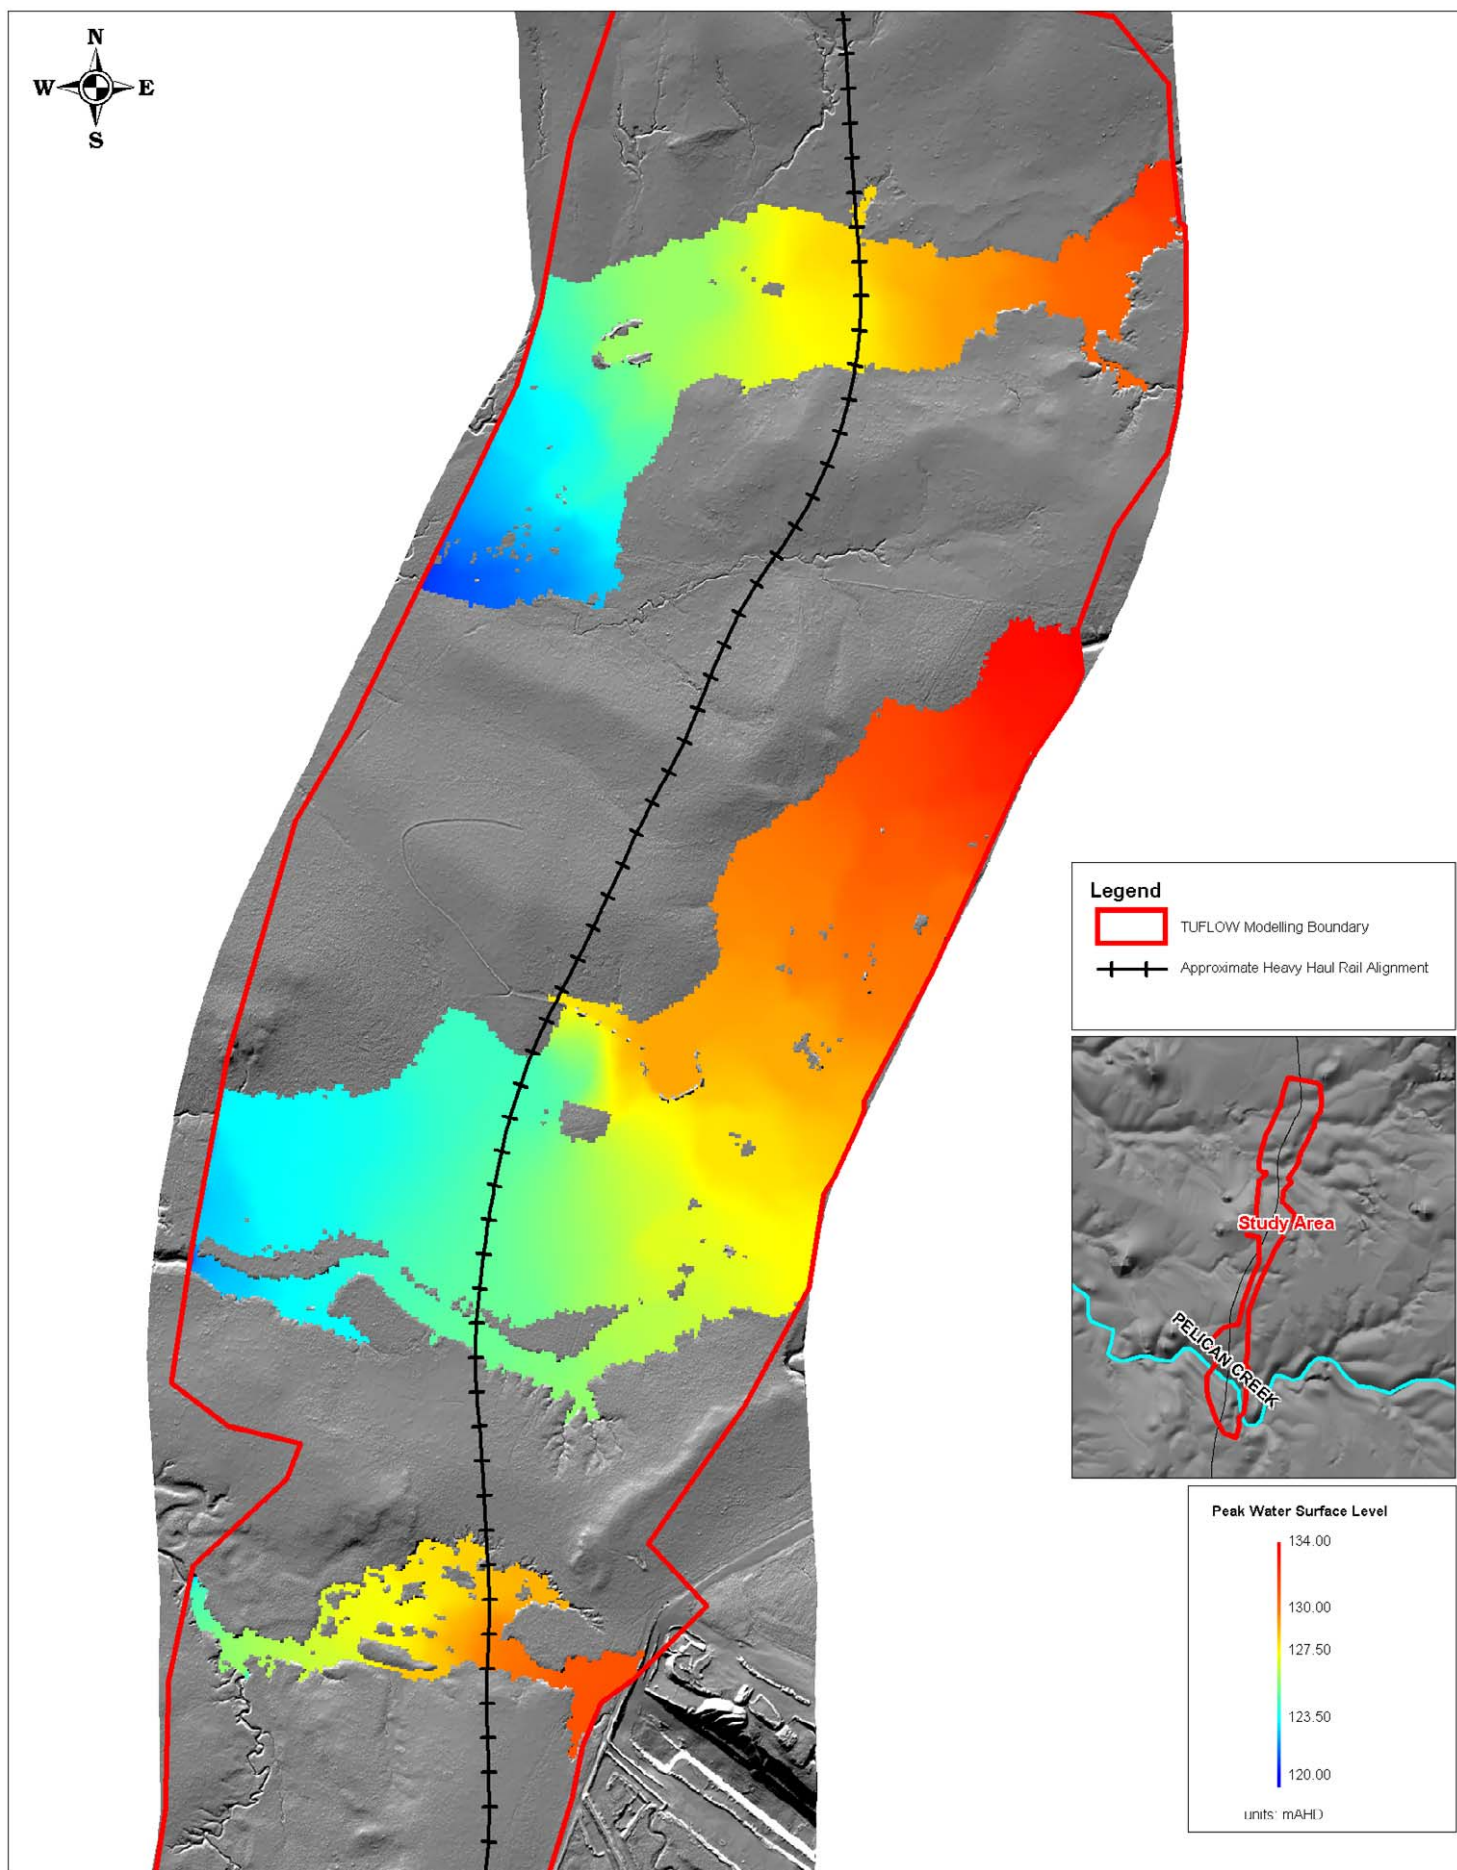 N
W E
S
Legend
TUFLOW Modelling Boundary
Approximate Heavy Haul Rail Alignment
Study Area
PELICAN CREEK
Peak Water Surface Level
134.00
130.00
127.50
123.50
120.00
units: mAHD